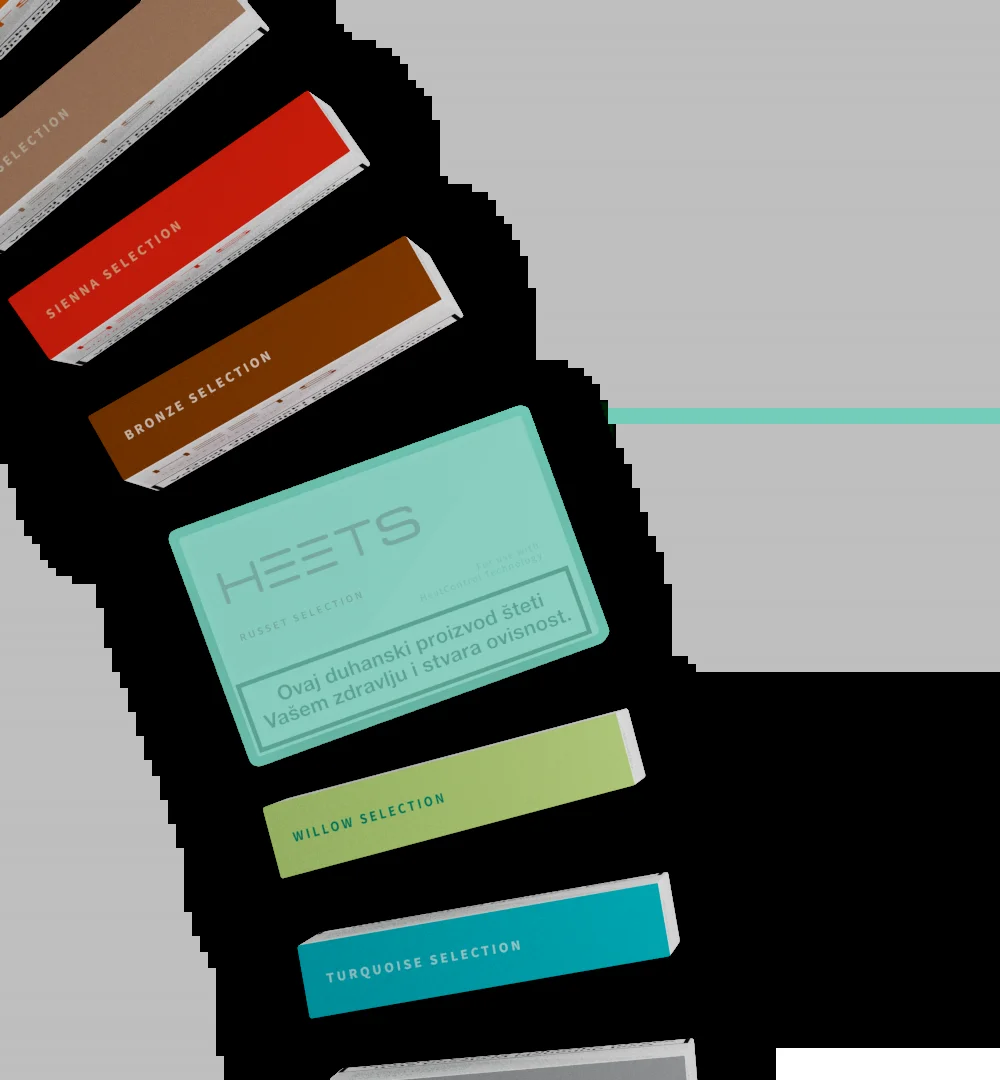 SELECTION
SIENNA SELECTION
BRONZE SELECTION
HEETS
RUSSET SELECTION
For use with
HeatControl Technology
Ovaj duhanski proizvod šteti
Vašem zdravlju i stvara ovisnost.
WILLOW SELECTION
TURQUOISE SELECTION